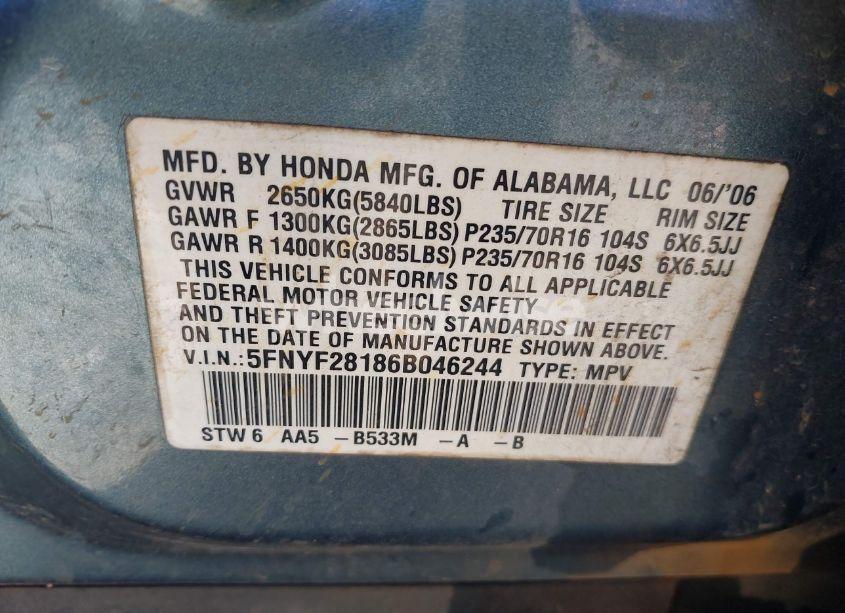 MFD. BY HONDA MFG. OF ALABAMA, LLC 06/'06
GVWR 2650KG(5840LBS) TIRE SIZE RIM SIZE
GAWR F 1300KG(2865LBS) P235/70R16 104S 6X6.5JJ
GAWR R 1400KG(3085LBS) P235/70R16 104S 6X6.5JJ
THIS VEHICLE CONFORMS TO ALL APPLICABLE
FEDERAL MOTOR VEHICLE SAFETY
AND THEFT PREVENTION STANDARDS IN EFFECT
ON THE DATE OF MANUFACTURE SHOWN ABOVE.
V.I.N.: 5FNYF28186B046244 TYPE: MPV
STW 6 AA5 -B533M -A -B